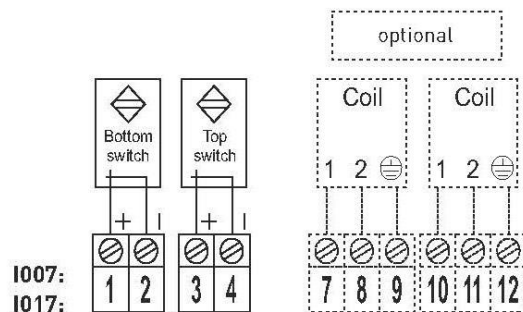 optional
Coil Coil
Bottom Top
switch switch
1 2 1 2
+ − + −
I007: 1 2 3 4 7 8 9 10 11 12
I017: